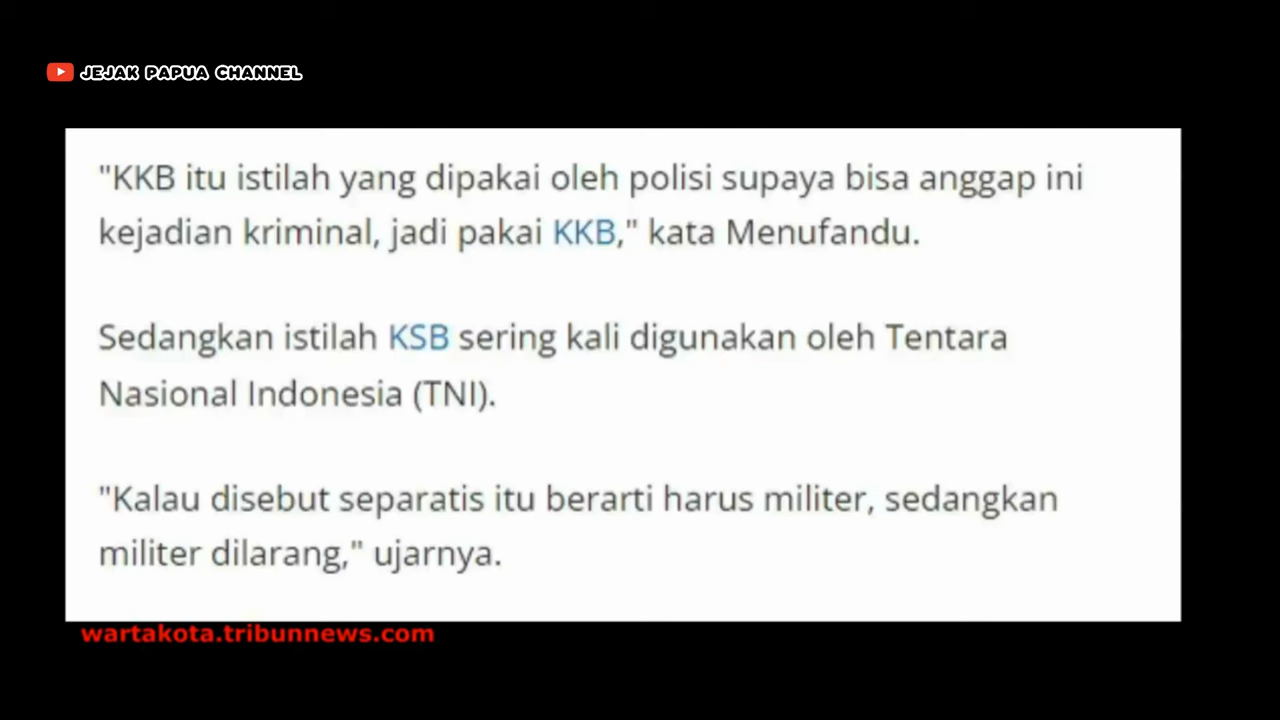 JEJAK PAPUA CHANNEL
"KKB itu istilah yang dipakai oleh polisi supaya bisa anggap ini
kejadian kriminal, jadi pakai KKB," kata Menufandu.
Sedangkan istilah KSB sering kali digunakan oleh Tentara
Nasional Indonesia (TNI).
"Kalau disebut separatis itu berarti harus militer, sedangkan
militer dilarang," ujarnya.
wartakota.tribunnews.com